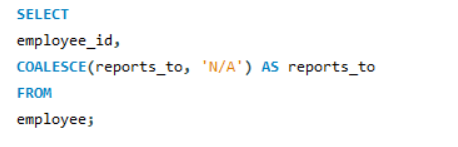 SELECT
employee_id,
COALESCE(reports_to, 'N/A') AS reports_to
FROM
employee;